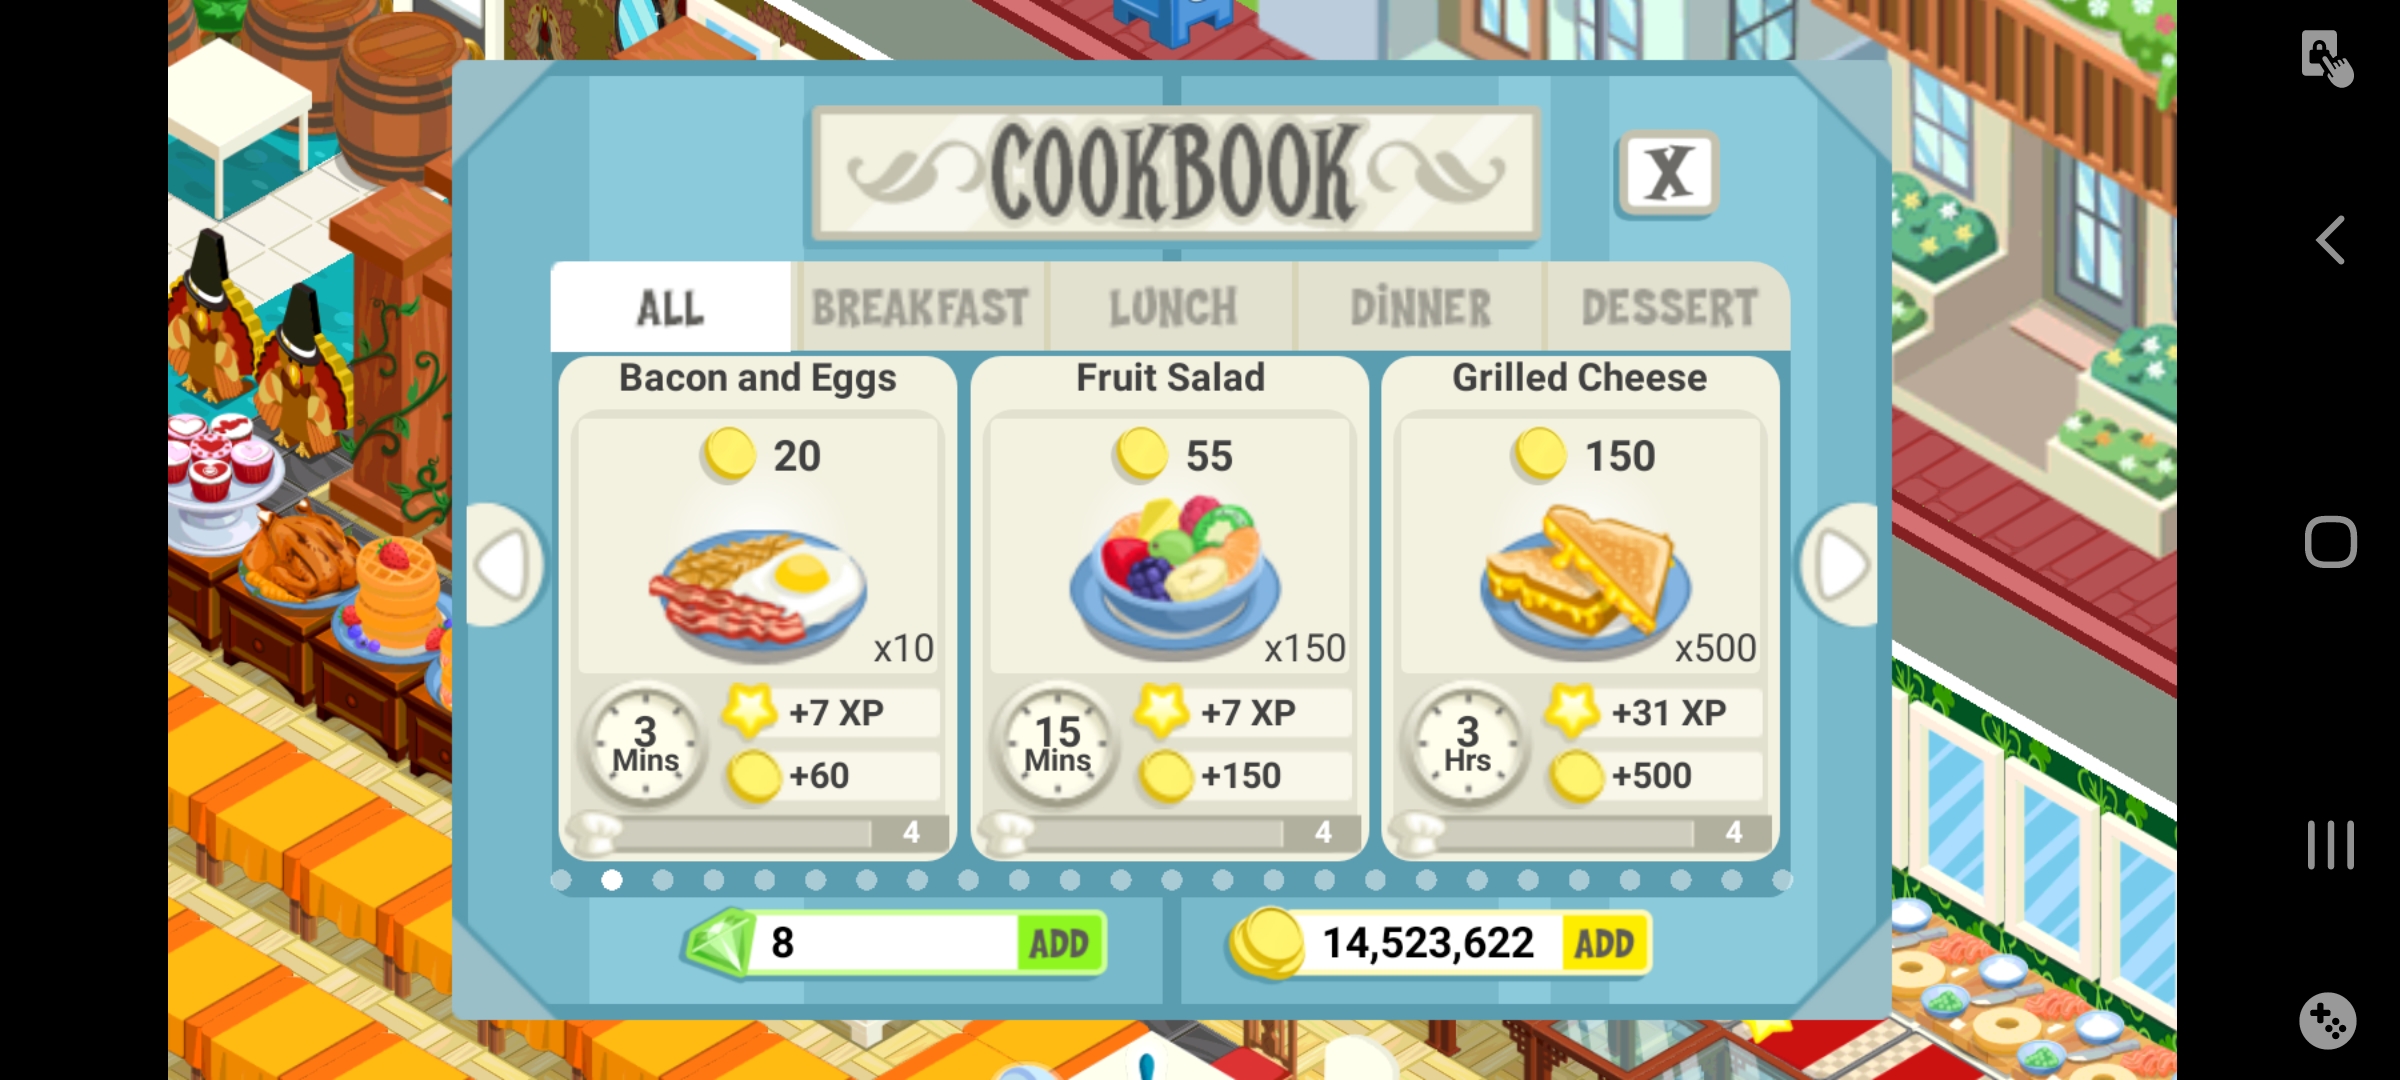 COOKBOOK
X
ALL BREAKFAST LUNCH DINNER DESSERT
Bacon and Eggs
20
x10
3
Mins
+7 XP
+60
4
Fruit Salad
55
x150
15
Mins
+7 XP
+150
4
Grilled Cheese
150
x500
3
Hrs
+31 XP
+500
4
8 ADD
14,523,622 ADD